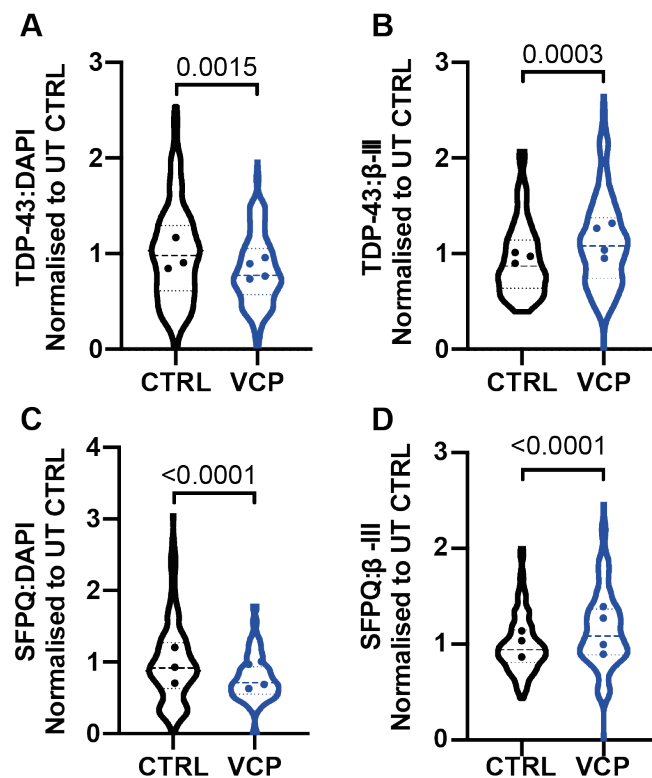 A
TDP-43:DAPI
Normalised to UT CTRL
3
2
1
0
0.0015
CTRL VCP
B
TDP-43:β-III
Normalised to UT CTRL
3
2
1
0
0.0003
CTRL VCP
C
SFPQ:DAPI
Normalised to UT CTRL
4
3
2
1
0
<0.0001
CTRL VCP
D
SFPQ:β -III
Normalised to UT CTRL
3
2
1
0
<0.0001
CTRL VCP